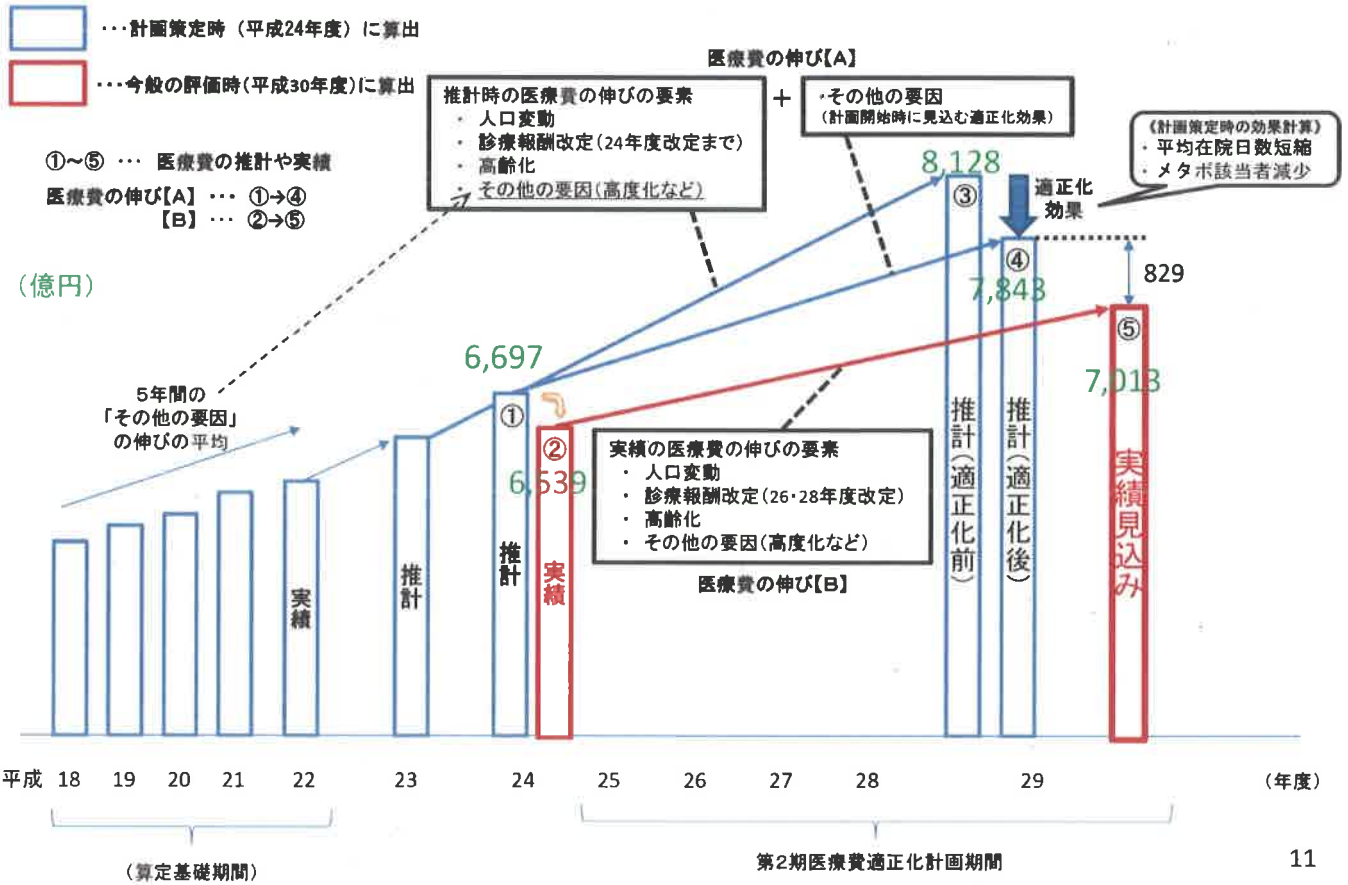 …計画策定時（平成24年度）に算出
…今般の評価時(平成30年度)に算出
①～⑤ … 医療費の推計や実績
医療費の伸び【A】 … ①→④
【B】 … ②→⑤
(億円)
医療費の伸び【A】
推計時の医療費の伸びの要素
・ 人口変動
・ 診療報酬改定(24年度改定まで)
・ 高齢化
・ その他の要因(高度化など)
＋
・その他の要因
(計画開始時に見込む適正化効果)
《計画策定時の効果計算》
・ 平均在院日数短縮
・ メタボ該当者減少
8,128
③
適正化
効果
④
7,843
829
⑤
7,013
6,697
①
②
6,539
5年間の
「その他の要因」
の伸びの平均
実績の医療費の伸びの要素
・ 人口変動
・ 診療報酬改定(26・28年度改定)
・ 高齢化
・ その他の要因(高度化など)
医療費の伸び【B】
実績
推計
推計
実績
推計(適正化前)
推計(適正化後)
実績見込み
平成 18 19 20 21 22 23 24 25 26 27 28 29 (年度)
(算定基礎期間)
第2期医療費適正化計画期間
11